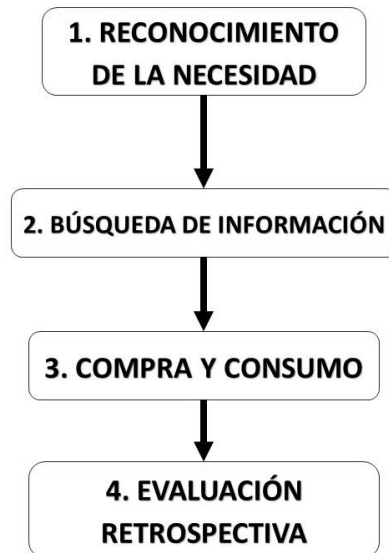 1. RECONOCIMIENTO
DE LA NECESIDAD
2. BÚSQUEDA DE INFORMACIÓN
3. COMPRA Y CONSUMO
4. EVALUACIÓN
RETROSPECTIVA